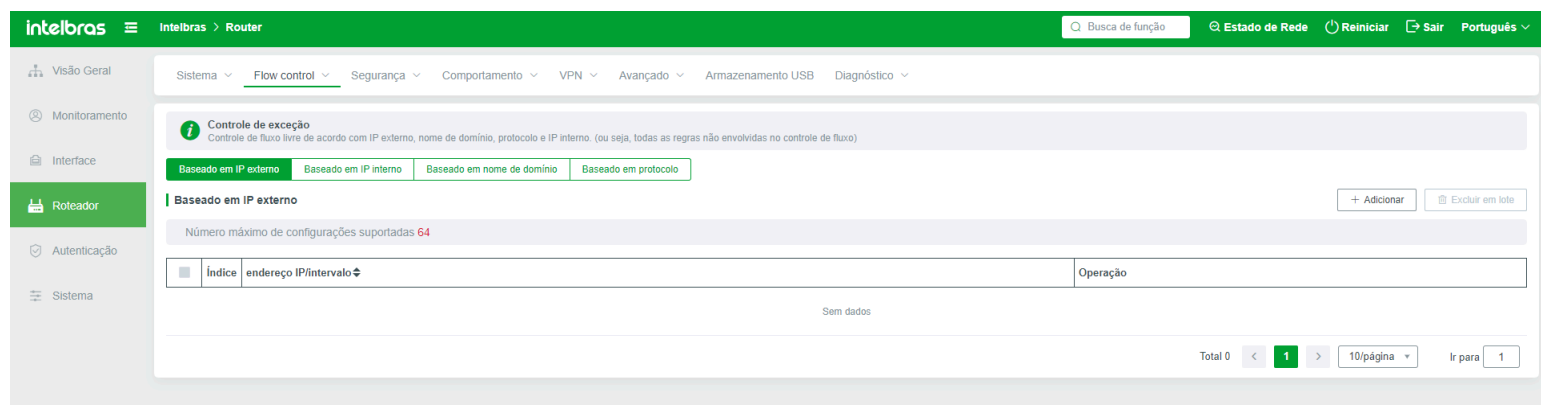 intelbras Intelbras > Router Busca de função Estado de Rede Reiniciar Sair Português
Visão Geral
Monitoramento
Interface
Roteador
Autenticação
Sistema
Sistema Flow control Segurança Comportamento VPN Avançado Armazenamento USB Diagnóstico
Controle de exceção
Controle de fluxo livre de acordo com IP externo, nome de domínio, protocolo e IP interno. (ou seja, todas as regras não envolvidas no controle de fluxo)
Baseado em IP externo Baseado em IP interno Baseado em nome de domínio Baseado em protocolo
Baseado em IP externo + Adicionar Excluir em lote
Número máximo de configurações suportadas 64
Índice endereço IP/intervalo Operação
Sem dados
Total 0 < 1 > 10/página Ir para 1